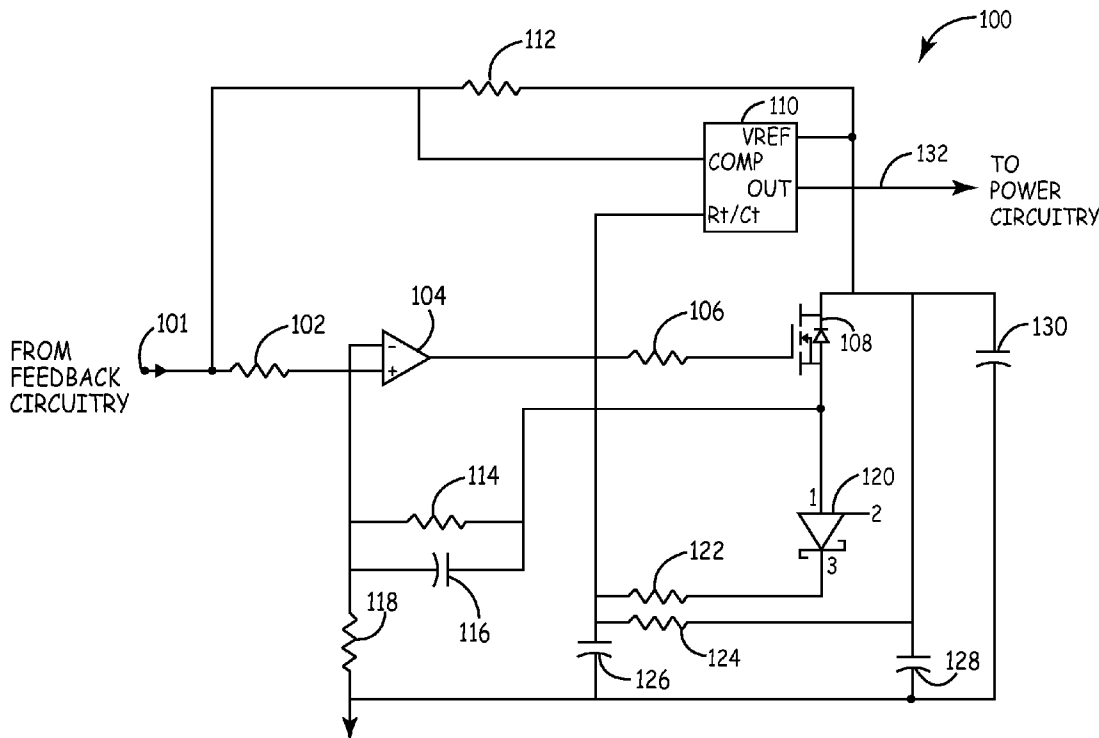 100
112
110
VREF
COMP
OUT
Rt/Ct
132
TO
POWER
CIRCUITRY
101
102
104
106
108
130
FROM
FEEDBACK
CIRCUITRY
-
+
114
116
118
120
1
2
3
122
124
126
128